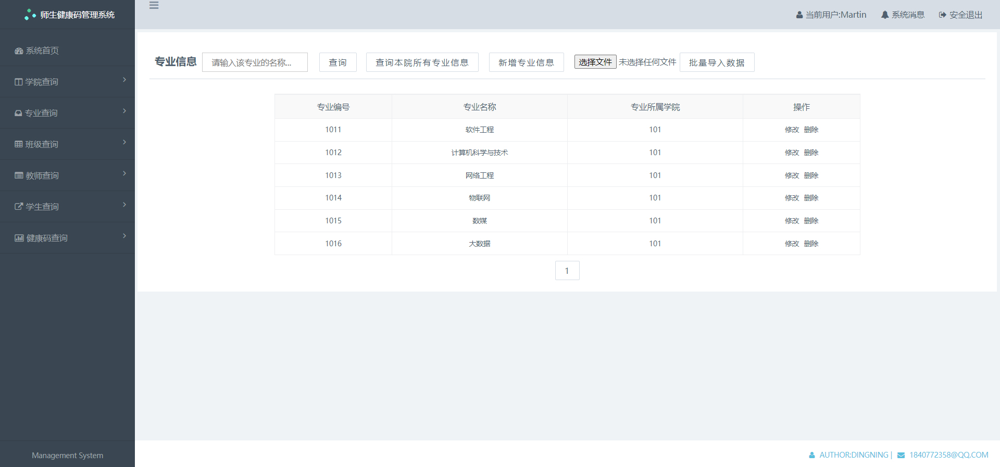 师生健康码管理系统
当前用户:Martin 系统消息 安全退出
系统首页
学院查询
专业查询
班级查询
教师查询
学生查询
健康码查询
Management System
专业信息 请输入该专业的名称... 查询 查询本院所有专业信息 新增专业信息 选择文件 未选择任何文件 批量导入数据
专业编号 专业名称 专业所属学院 操作
1011 软件工程 101 修改 删除
1012 计算机科学与技术 101 修改 删除
1013 网络工程 101 修改 删除
1014 物联网 101 修改 删除
1015 数媒 101 修改 删除
1016 大数据 101 修改 删除
1
AUTHOR:DINGNING | 1840772358@QQ.COM